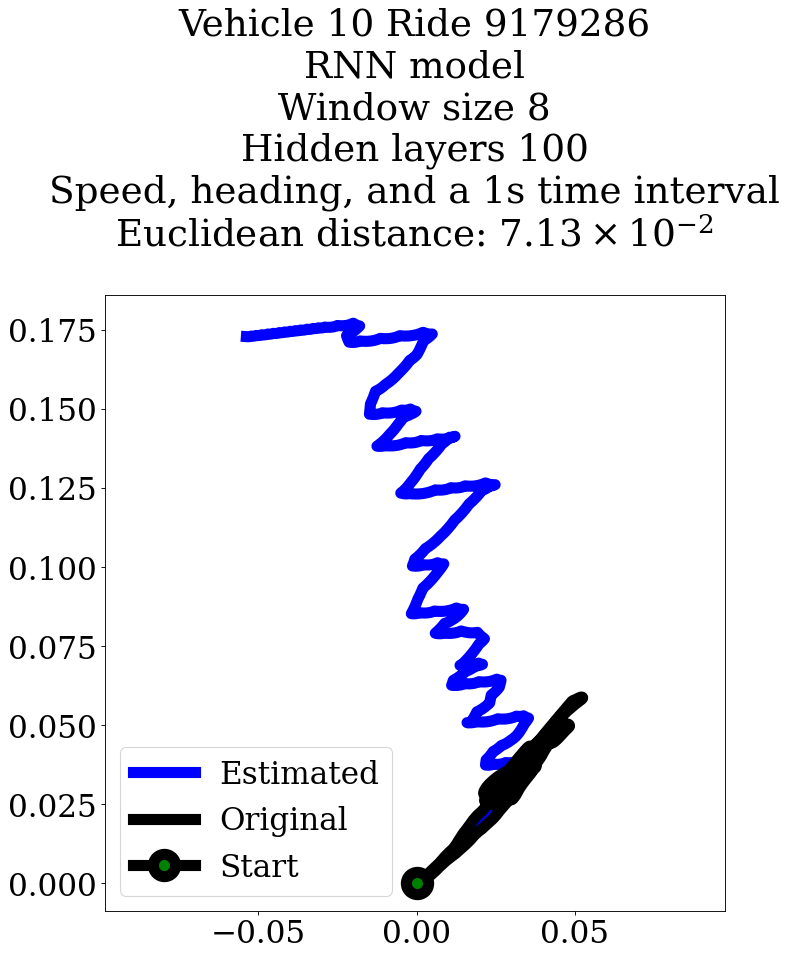 Vehicle 10 Ride 9179286
RNN model
Window size 8
Hidden layers 100
Speed, heading, and a 1s time interval
Euclidean distance: 7.13 × 10⁻²
0.175
0.150
0.125
0.100
0.075
0.050
0.025
0.000
Estimated
Original
Start
−0.05 0.00 0.05